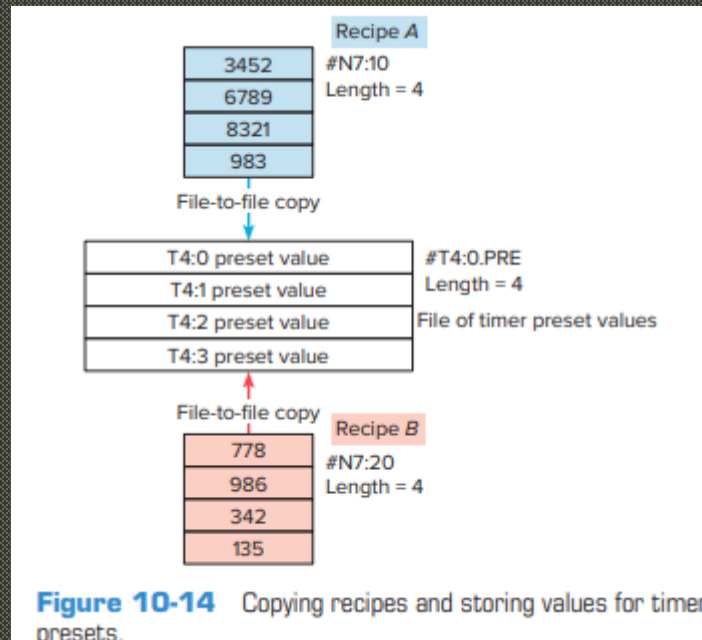 Recipe A
3452
#N7:10
6789
Length = 4
8321
983
File-to-file copy
T4:0 preset value
#T4:0.PRE
T4:1 preset value
Length = 4
T4:2 preset value
File of timer preset values
T4:3 preset value
File-to-file copy
Recipe B
778
#N7:20
986
Length = 4
342
135
Figure 10-14 Copying recipes and storing values for timer
presets.